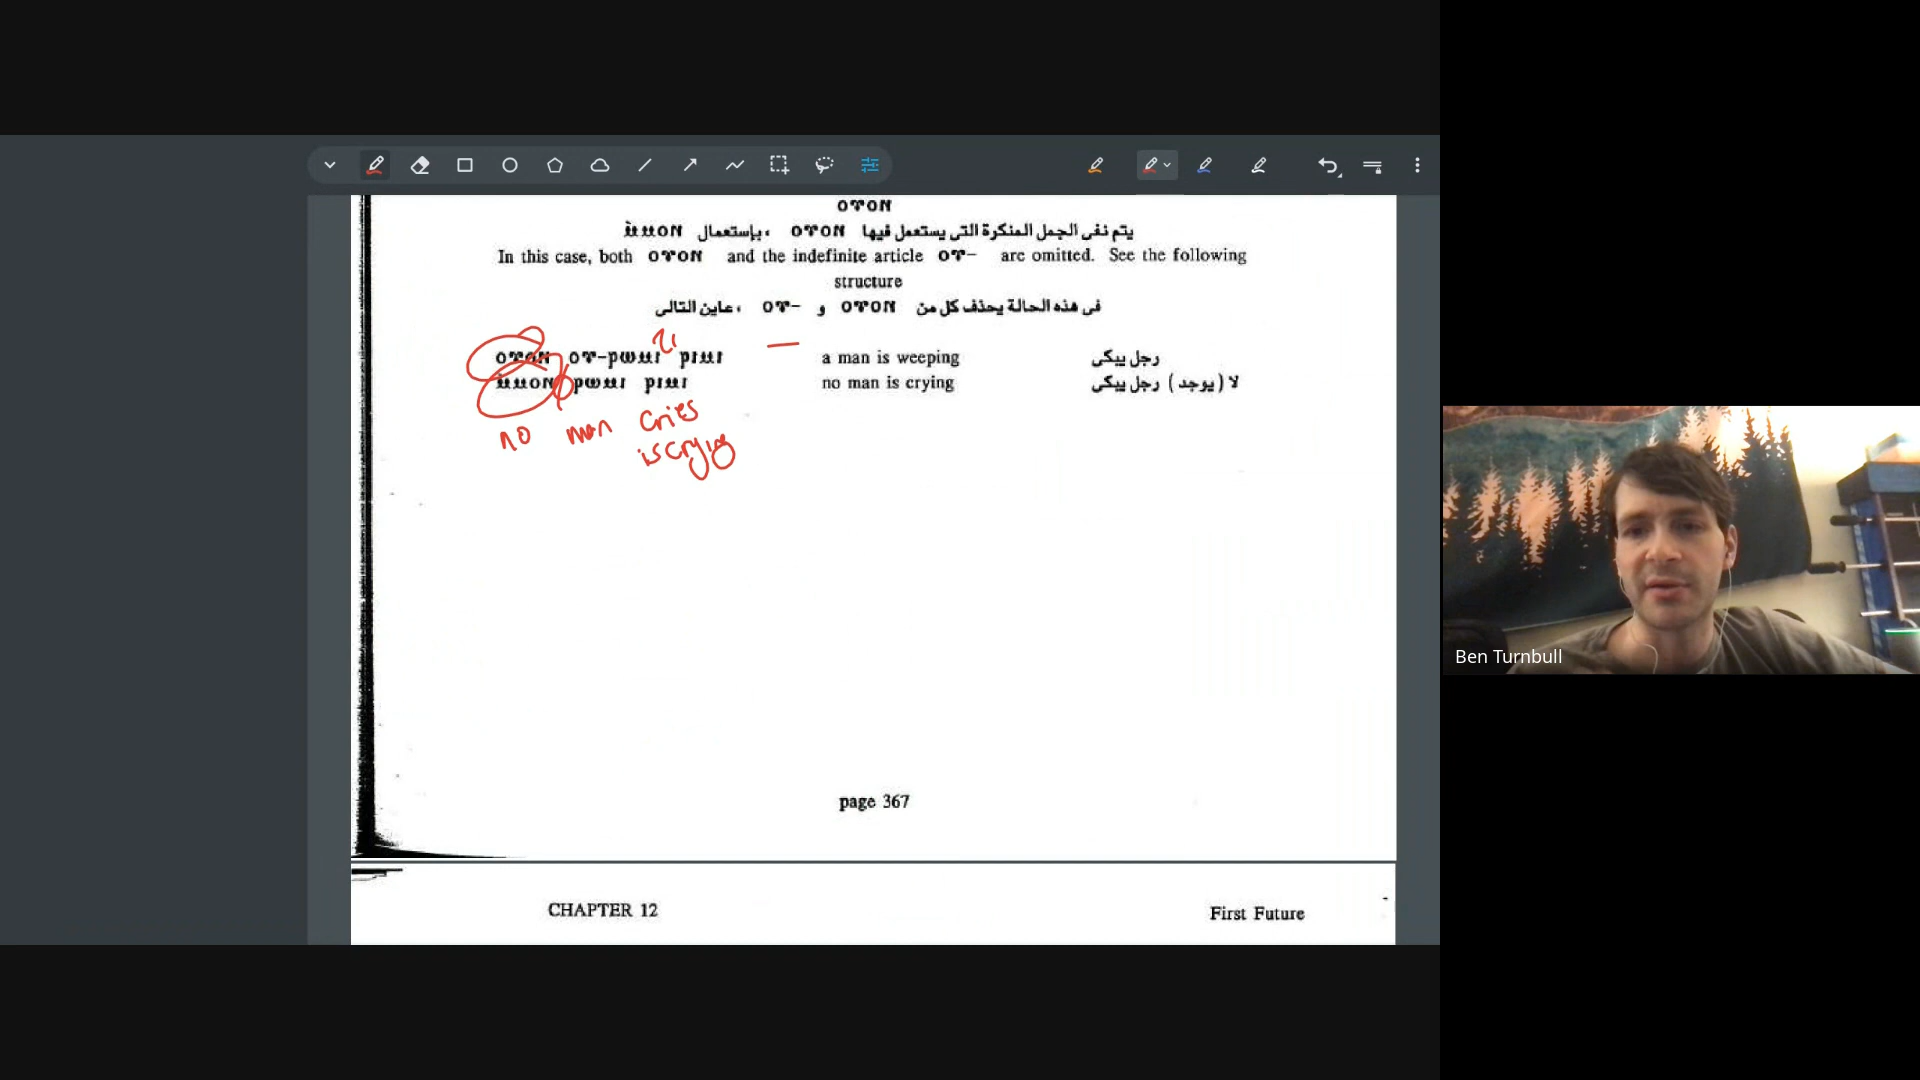 ⲟⲩⲟⲛ
يتم نفى الجمل المنكرة التى يستعمل فيها ⲟⲩⲟⲛ ، بإستعمال ⲙ̀ⲙⲟⲛ
In this case, both ⲟⲩⲟⲛ and the indefinite article ⲟⲩ- are omitted. See the following
structure
فى هذه الحالة يحذف كل من ⲟⲩⲟⲛ و ⲟⲩ- ، عاين التالى
ⲟⲩⲟⲛ ⲟⲩ-ⲣⲱⲙⲓ ⲣⲓⲙⲓ a man is weeping رجل يبكى
ⲙ̀ⲙⲟⲛ ⲣⲱⲙⲓ ⲣⲓⲙⲓ no man is crying لا ( يوجد ) رجل يبكى
no man cries
is crying
page 367
CHAPTER 12 First Future
Ben Turnbull